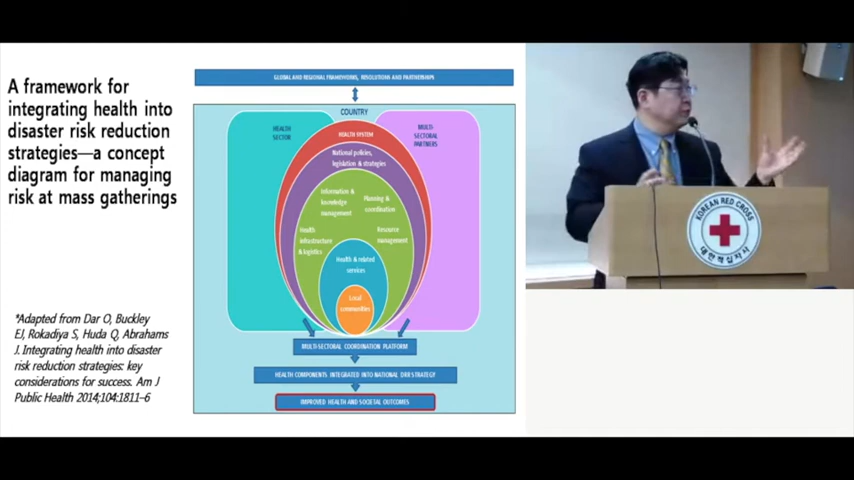 A framework for
integrating health into
disaster risk reduction
strategies—a concept
diagram for managing
risk at mass gatherings
*Adapted from Dar O, Buckley
EJ, Rokadiya S, Huda Q, Abrahams
J. Integrating health into disaster
risk reduction strategies: key
considerations for success. Am J
Public Health 2014;104:1811–6
GLOBAL AND REGIONAL FRAMEWORKS, RESOLUTIONS AND PARTNERSHIPS
COUNTRY
HEALTH
SECTOR
MULTI-
SECTORAL
PARTNERS
HEALTH SYSTEM
National policies,
legislation & strategies
Information &
knowledge
management
Planning &
coordination
Health
infrastructure
& logistics
Resource
management
Health & related
services
Local
communities
MULTI-SECTORAL COORDINATION PLATFORM
HEALTH COMPONENTS INTEGRATED INTO NATIONAL DRR STRATEGY
IMPROVED HEALTH AND SOCIETAL OUTCOMES
KOREAN RED CROSS
대한적십자사